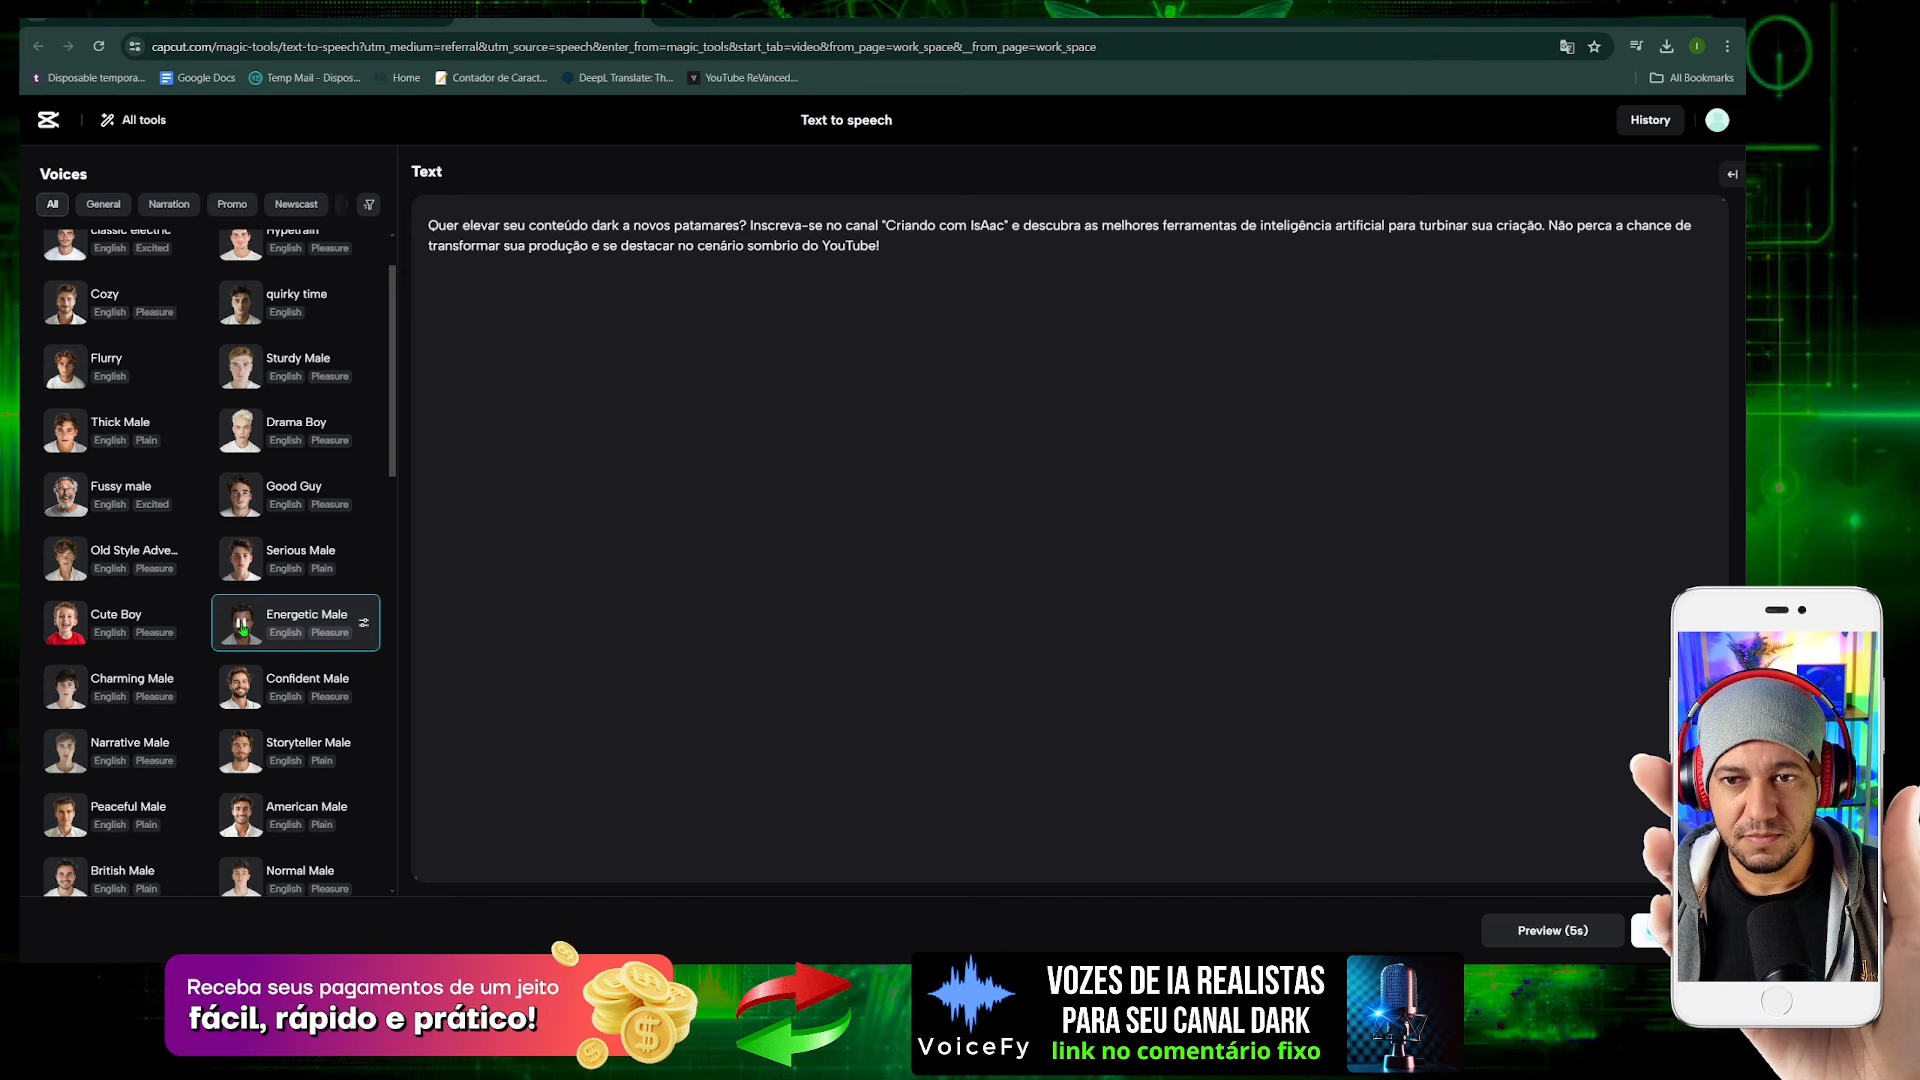 capcut.com/magic-tools/text-to-speech?utm_medium=referral&utm_source=speech&enter_from=magic_tools&start_tab=video&from_page=work_space&__from_page=work_space
Disposable tempora... Google Docs Temp Mail - Dispos... Home Contador de Caract... DeepL Translate: Th... YouTube ReVanced... All Bookmarks
All tools Text to speech History
Voices
All General Narration Promo Newscast
Text
Quer elevar seu conteúdo dark a novos patamares? Inscreva-se no canal "Criando com IsAac" e descubra as melhores ferramentas de inteligência artificial para turbinar sua criação. Não perca a chance de
transformar sua produção e se destacar no cenário sombrio do YouTube!
classic electric Hypetrain
English Excited English Pleasure
Cozy quirky time
English Pleasure English
Flurry Sturdy Male
English English Pleasure
Thick Male Drama Boy
English Plain English Pleasure
Fussy male Good Guy
English Excited English Pleasure
Old Style Adve... Serious Male
English Pleasure English Plain
Cute Boy Energetic Male
English Pleasure English Pleasure
Charming Male Confident Male
English Pleasure English Pleasure
Narrative Male Storyteller Male
English Pleasure English Plain
Peaceful Male American Male
English Plain English Plain
British Male Normal Male
English Plain English Pleasure
Preview (5s)
Receba seus pagamentos de um jeito
fácil, rápido e prático!
VoiceFy
VOZES DE IA REALISTAS
PARA SEU CANAL DARK
link no comentário fixo